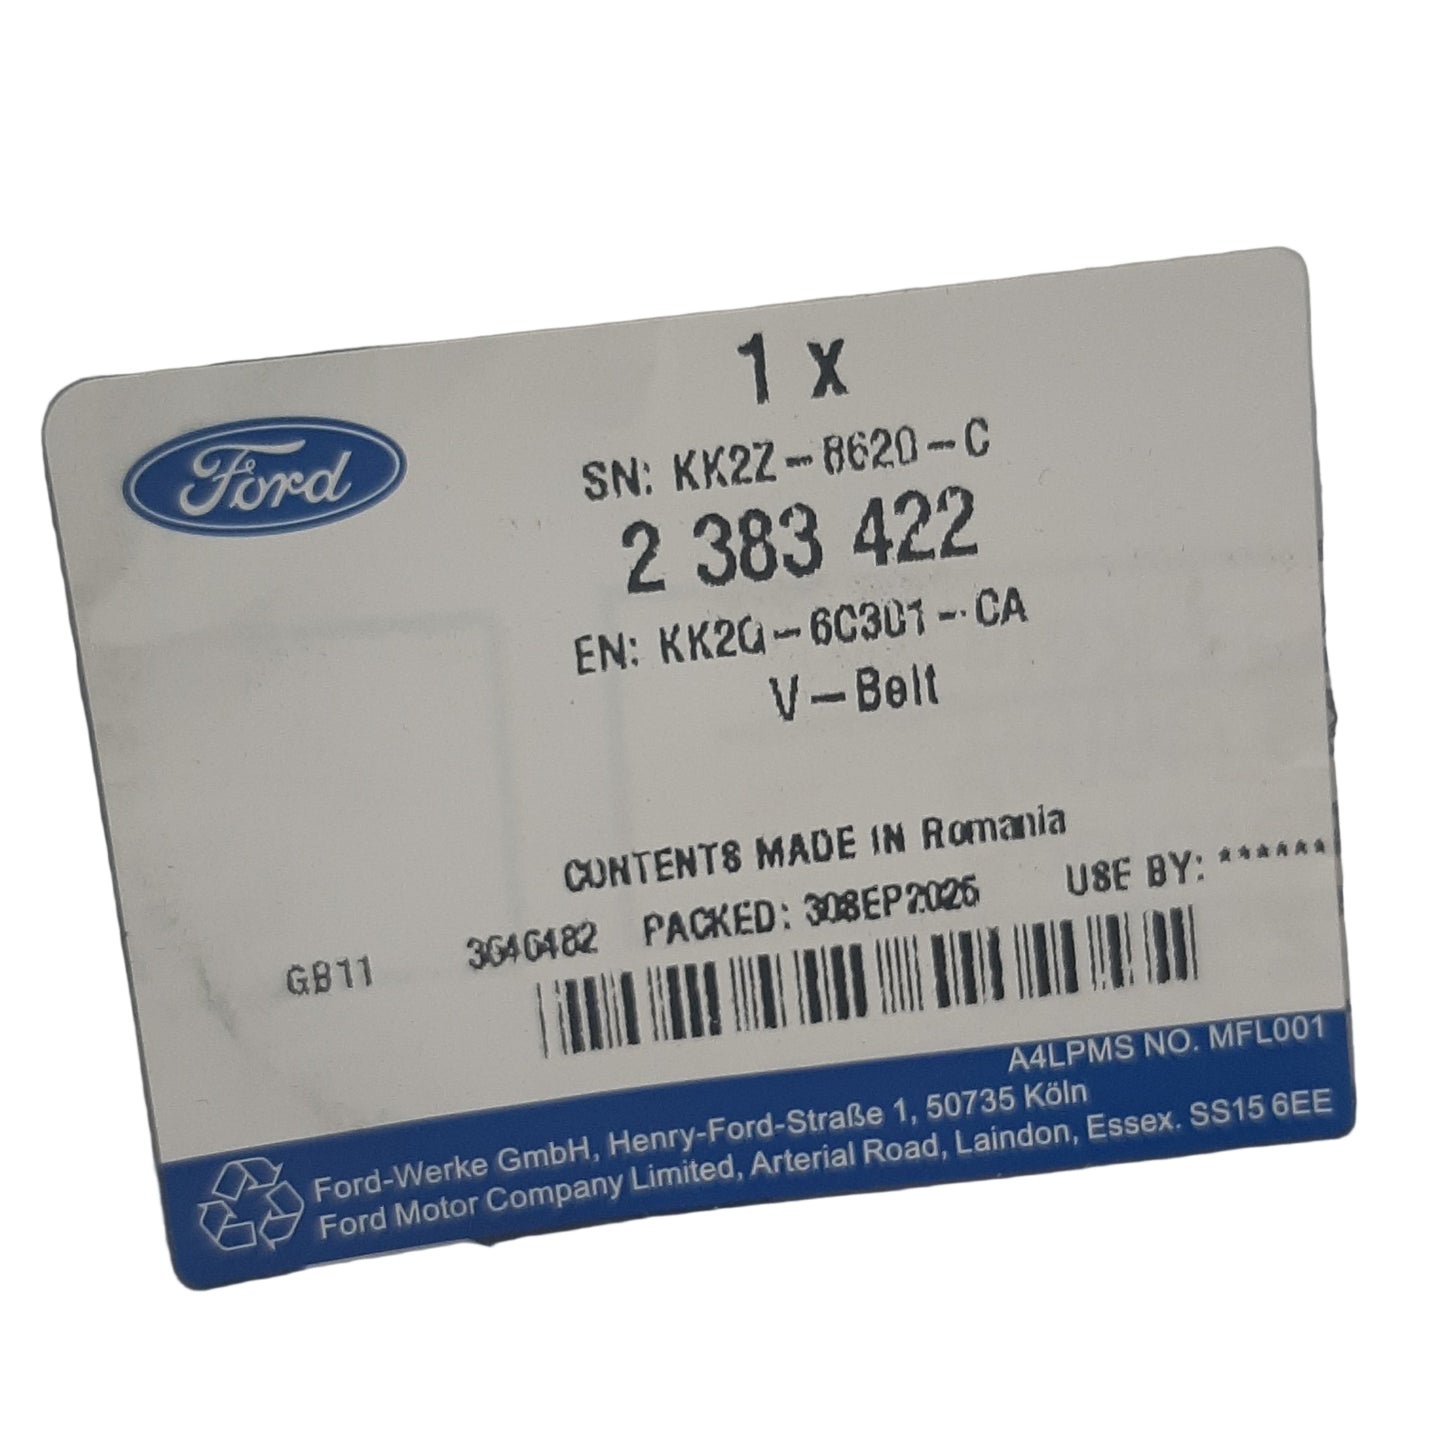 Ford
1 x
SN: KK2Z-8620-C
2 383 422
EN: KK2Q-6C301-CA
V-Belt
CONTENTS MADE IN Romania
GB11 PACKED: 30SEP2025 USE BY: ******
A4LPMS NO. MFL001
Ford-Werke GmbH, Henry-Ford-Straße 1, 50735 Köln
Ford Motor Company Limited, Arterial Road, Laindon, Essex. SS15 6EE